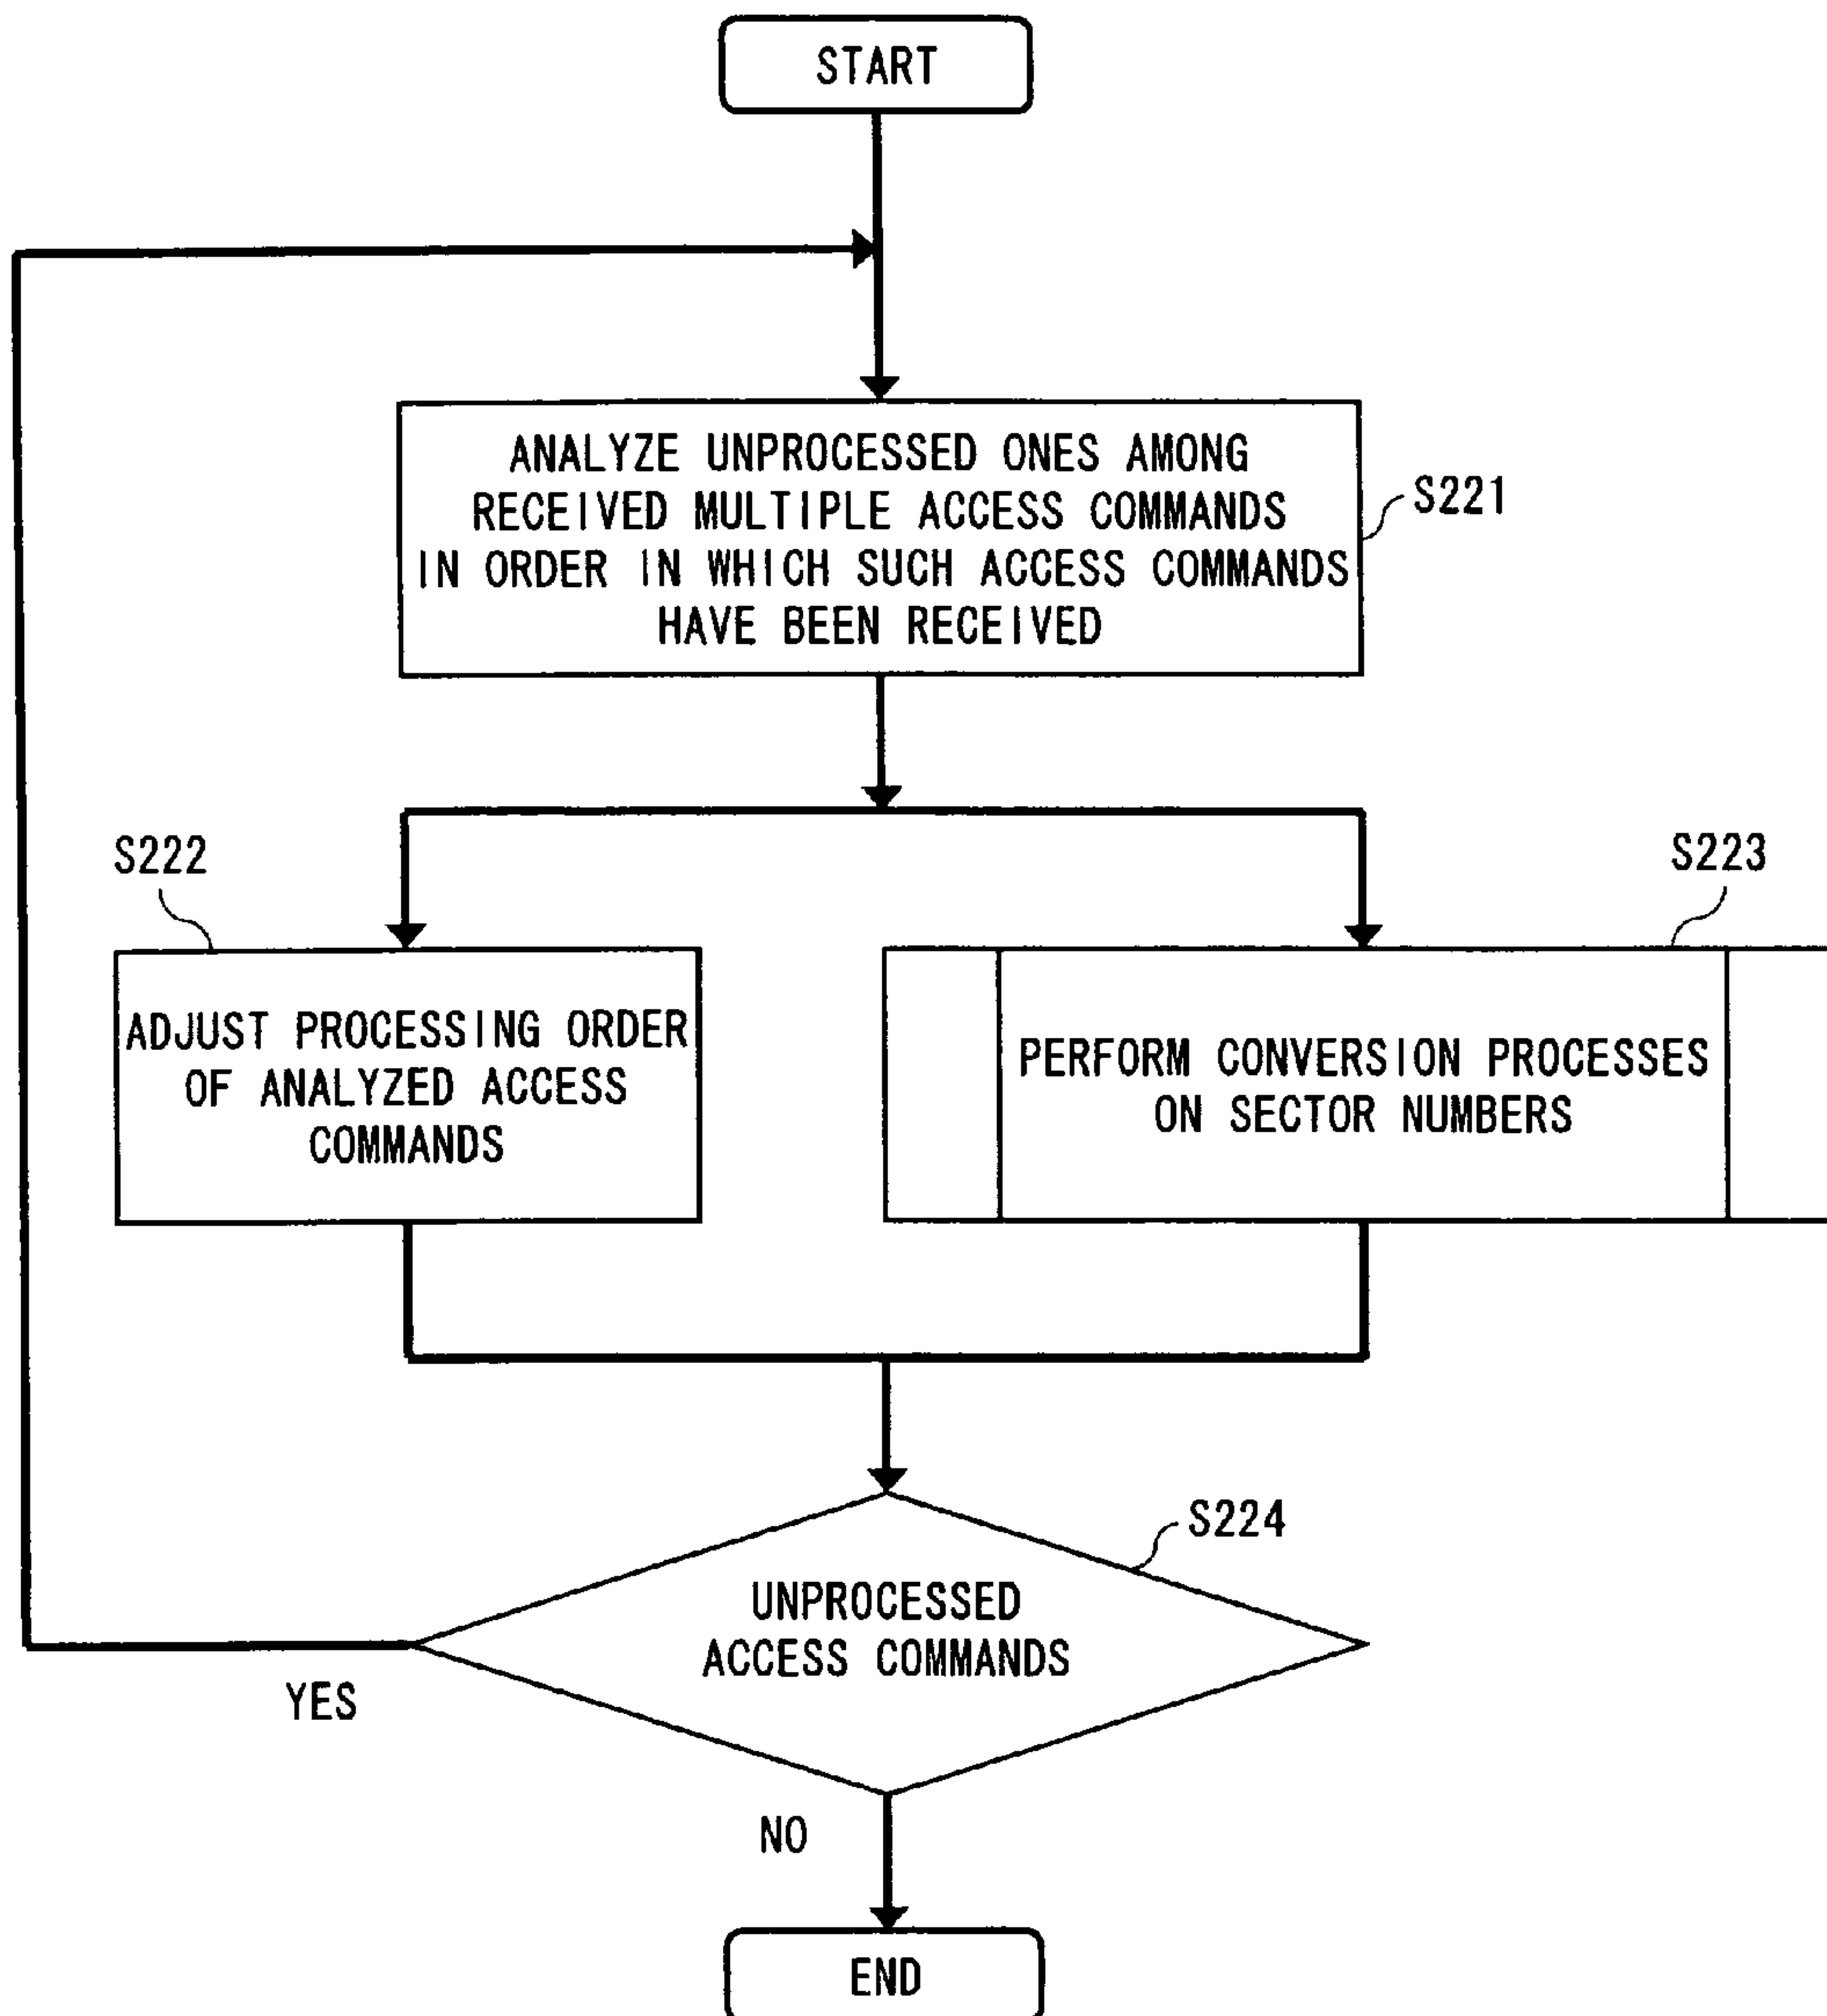 START
ANALYZE UNPROCESSED ONES AMONG
RECEIVED MULTIPLE ACCESS COMMANDS
IN ORDER IN WHICH SUCH ACCESS COMMANDS
HAVE BEEN RECEIVED
S221
S222
ADJUST PROCESSING ORDER
OF ANALYZED ACCESS
COMMANDS
S223
PERFORM CONVERSION PROCESSES
ON SECTOR NUMBERS
S224
UNPROCESSED
ACCESS COMMANDS
YES
NO
END